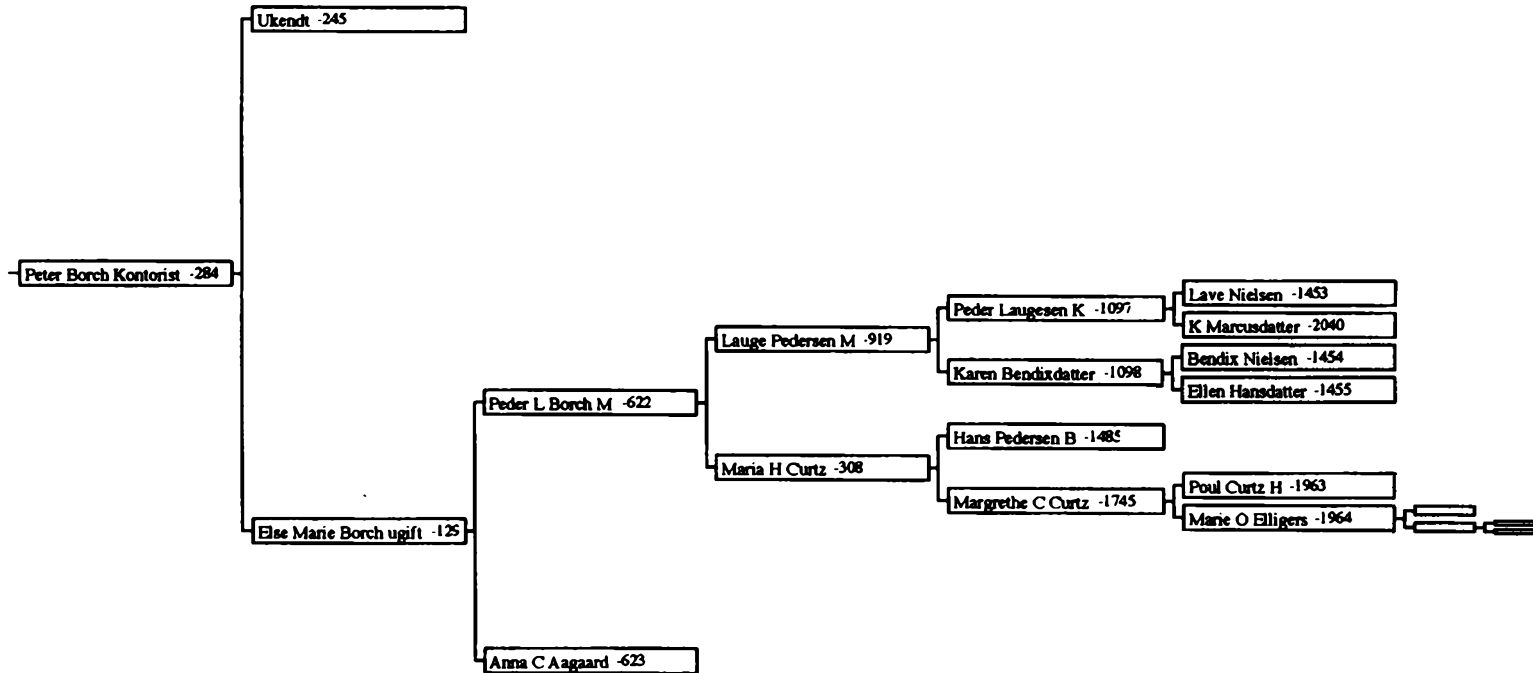 Ukendt -245
Peter Borch Kontorist -284
Lave Nielsen -1453
Peder Laugesen K -1097
K Marcusdatter -2040
Lauge Pedersen M -919
Bendix Nielsen -1454
Karen Bendixdatter -1098
Ellen Hansdatter -1455
Peder L Borch M -622
Hans Pedersen B -1485
Maria H Curtz -308
Poul Curtz H -1963
Margrethe C Curtz -1745
Marie O Elligers -1964
Else Marie Borch ugift -129
Anna C Aagaard -623